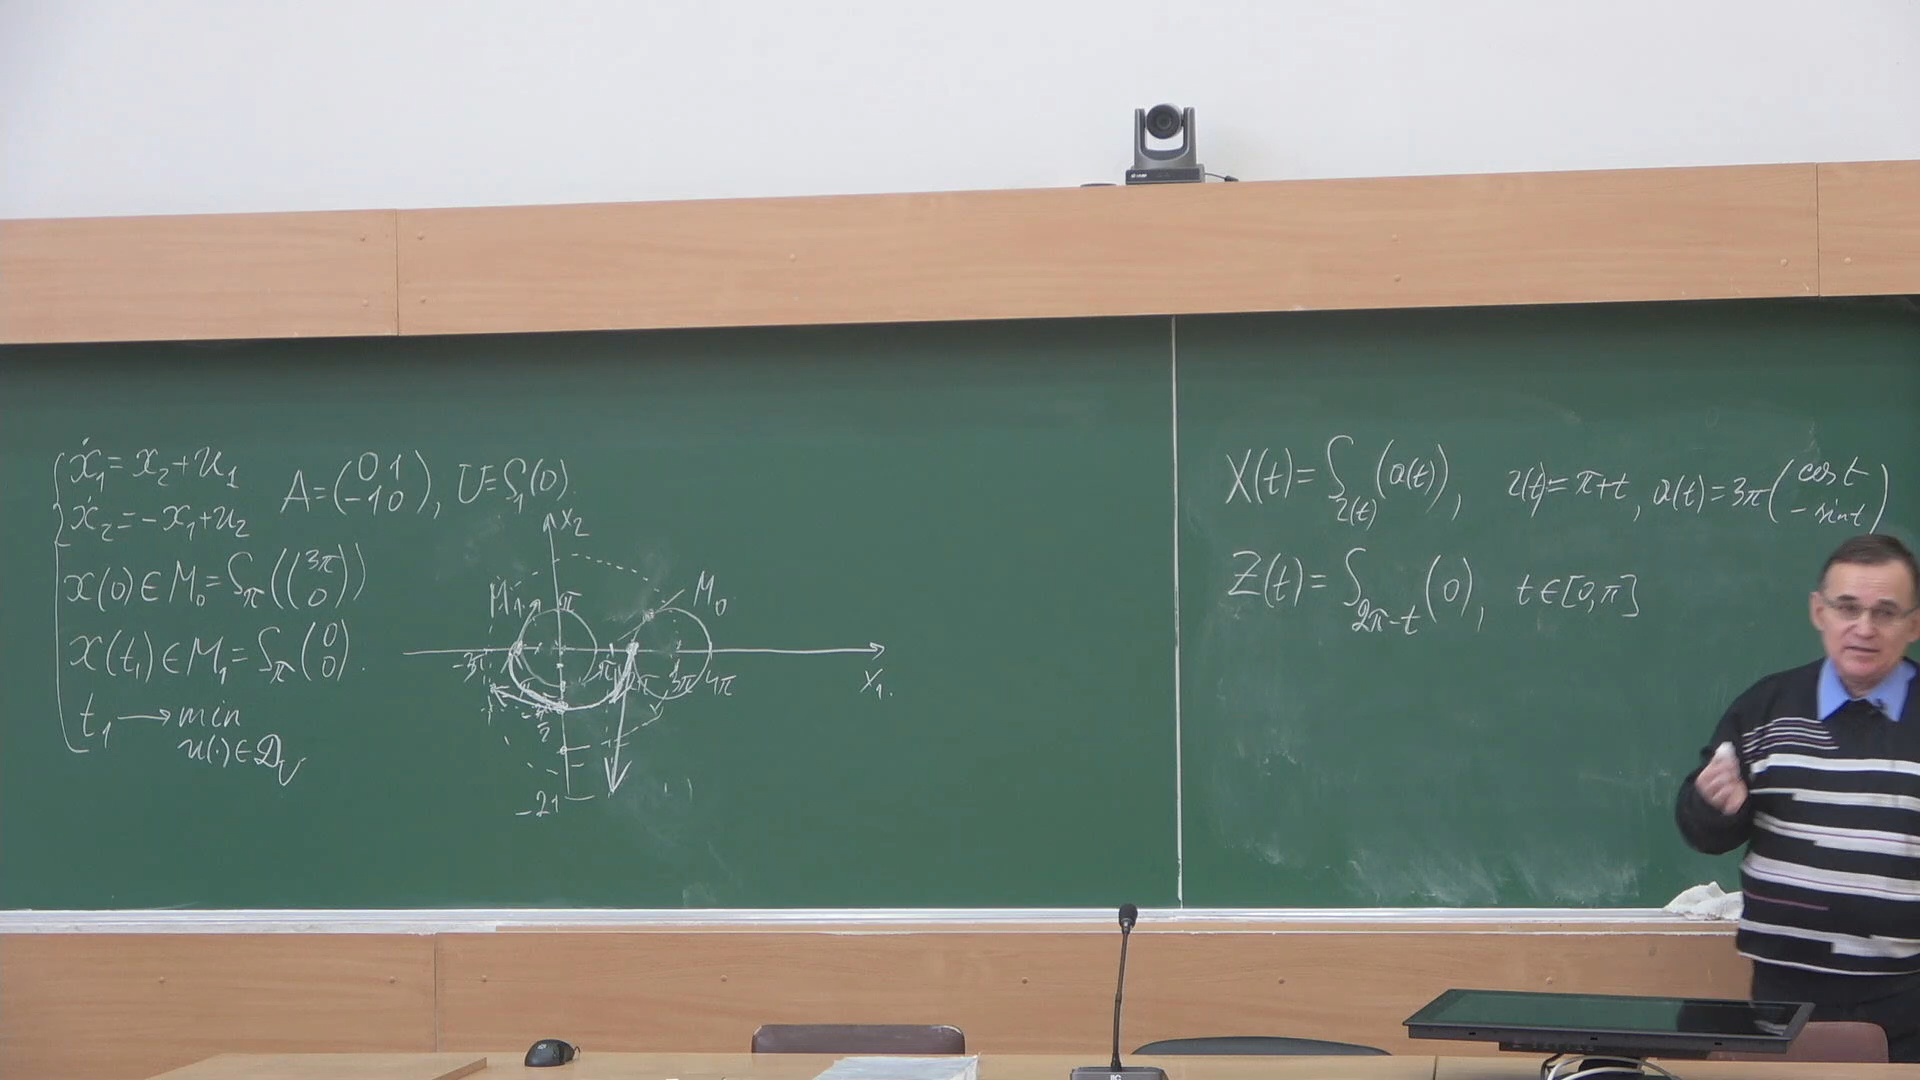 ẋ₁ = x₂ + u₁
ẋ₂ = -x₁ + u₂
A = (0 1 -1 0), U = S₁(0).
x(0) ∈ M₀ = S_π((3π 0))
x(t₁) ∈ M₁ = S_π(0 0).
t₁ → min
u(·) ∈ D_U
x₂
M₁
π
M₀
-3π
2π
3π
4π
x₁.
X(t) = S_{r(t)}(a(t)), r(t) = π+t, a(t) = 3π(cos t - sin t)
Z(t) = S_{2π-t}(0), t ∈ [0,π]